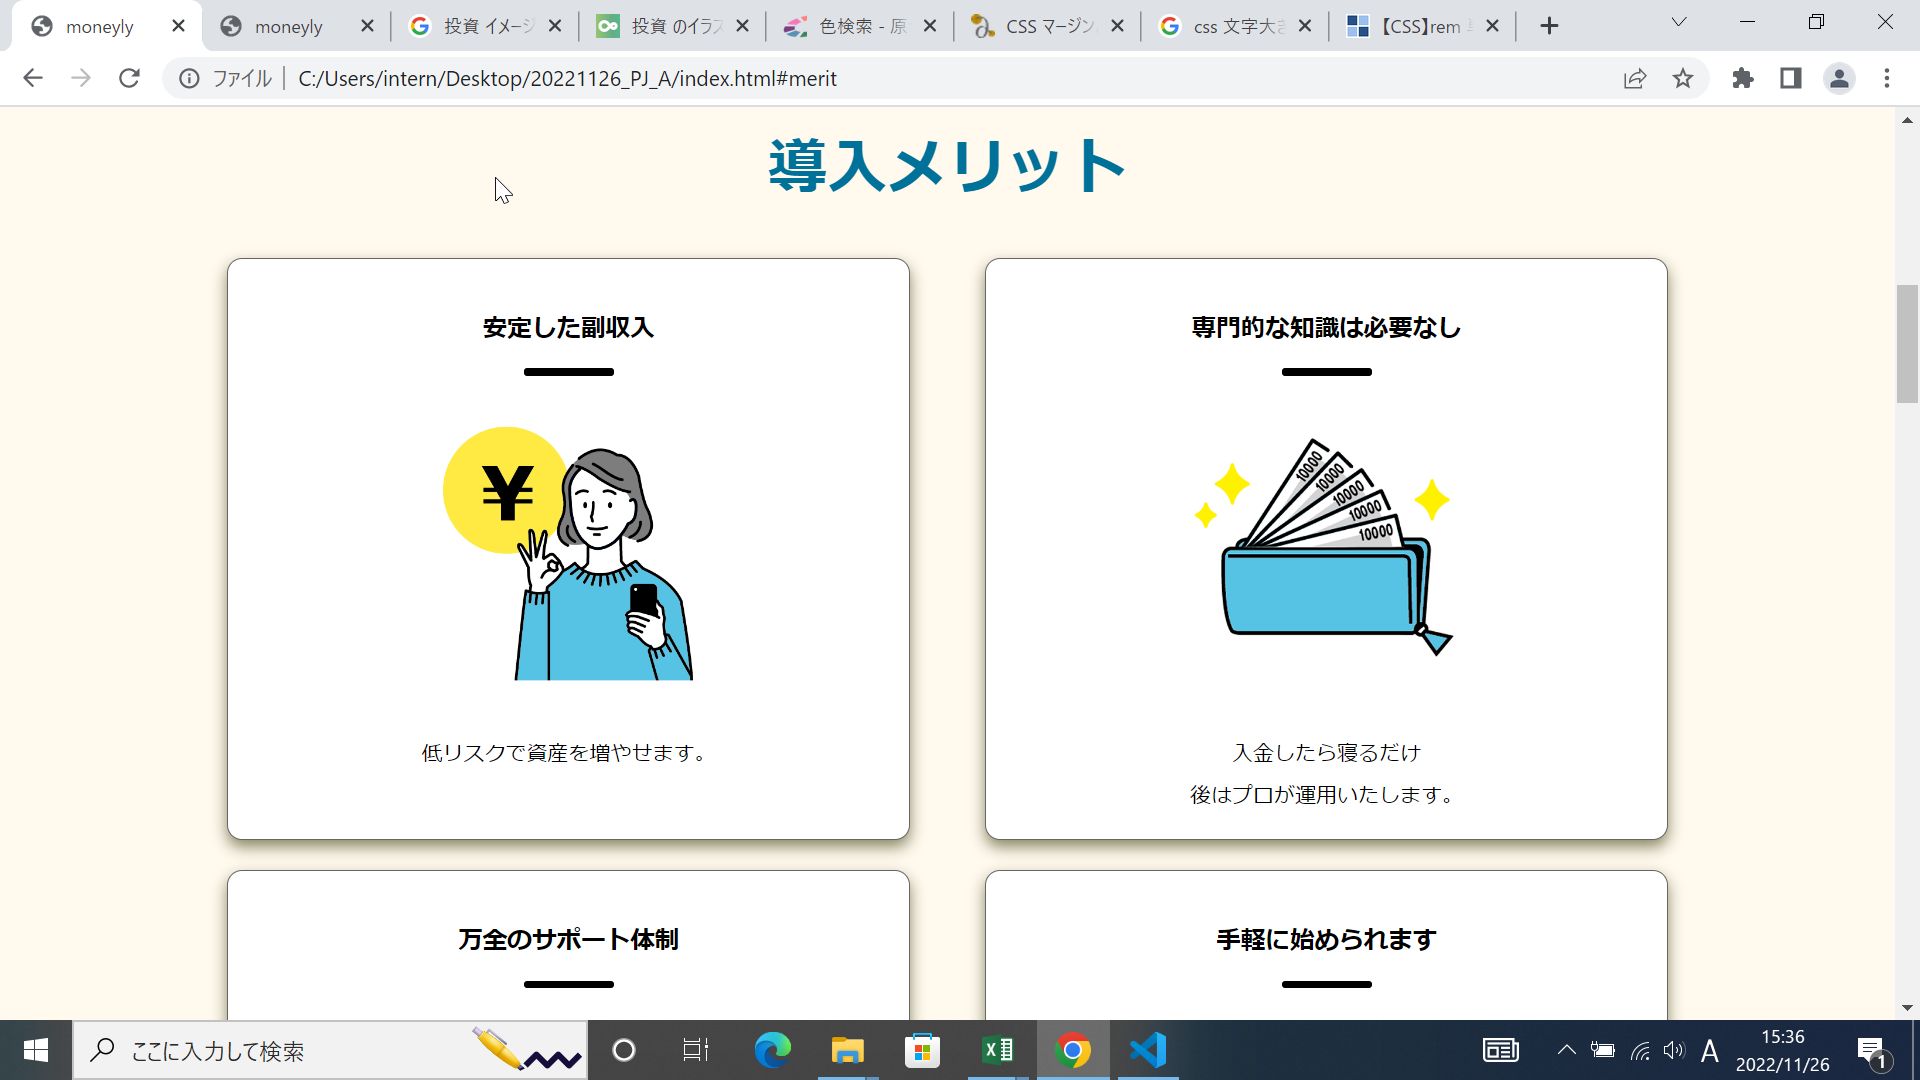 moneyly
moneyly
投資 イメージ
投資 のイラス
色検索 - 原
CSS マージン
css 文字大き
【CSS】rem
ファイル
C:/Users/intern/Desktop/20221126_PJ_A/index.html#merit
導入メリット
安定した副収入
専門的な知識は必要なし
¥
10000
10000
10000
10000
10000
低リスクで資産を増やせます。
入金したら寝るだけ
後はプロが運用いたします。
万全のサポート体制
手軽に始められます
ここに入力して検索
A
15:36
2022/11/26
1